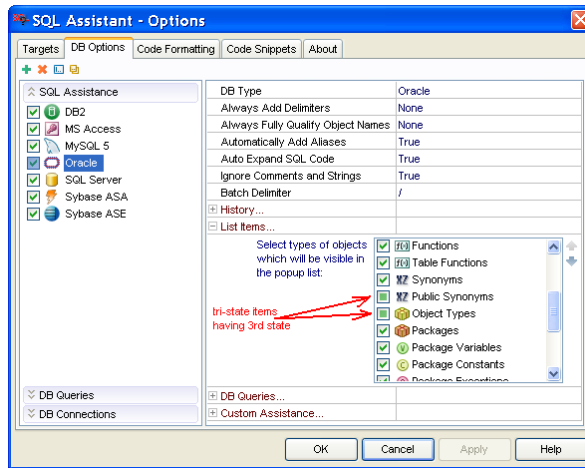 SQL Assistant - Options
Targets
DB Options
Code Formatting
Code Snippets
About
SQL Assistance
DB2
MS Access
MySQL 5
Oracle
SQL Server
Sybase ASA
Sybase ASE
DB Queries
DB Connections
DB Type Oracle
Always Add Delimiters None
Always Fully Qualify Object Names None
Automatically Add Aliases True
Auto Expand SQL Code True
Ignore Comments and Strings True
Batch Delimiter /
History...
List Items...
Select types of objects
which will be visible in
the popup list:
tri-state items
having 3rd state
f(x) Functions
f(x) Table Functions
XZ Synonyms
XZ Public Synonyms
Object Types
Packages
V Package Variables
C Package Constants
Package Exceptions
DB Queries...
Custom Assistance...
OK
Cancel
Apply
Help